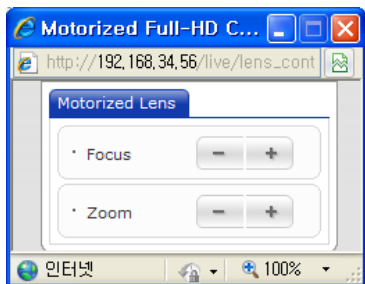 Motorized Full-HD C...
http://192,168,34,56/live/lens_cont
Motorized Lens
· Focus
· Zoom
인터넷 100%